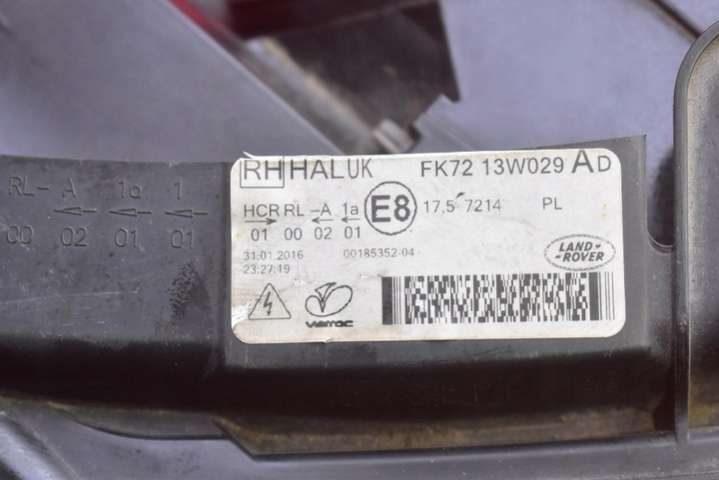 RH HAL UK FK72 13W029 AD
HCR RL -A 1a E8 17.5 7214 PL
01 00 02 01
31.01.2016 00185352-04
23:27:19
LAND-
-ROVER
varroc
RL- A 1a 1
00 02 01 01